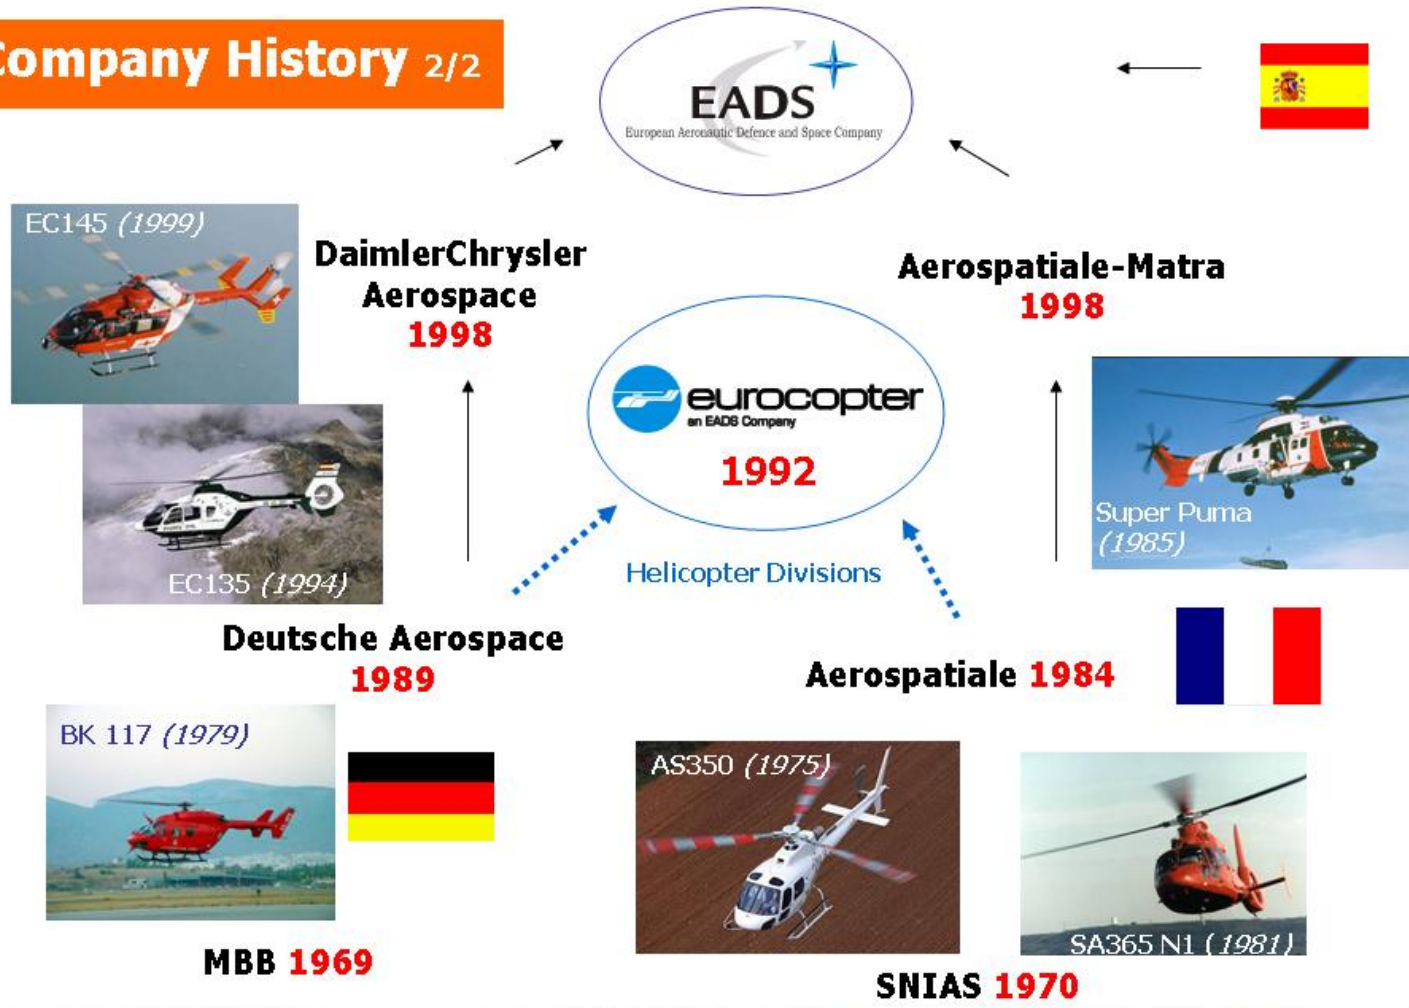 Company History 2/2
EADS
European Aeronautic Defence and Space Company
EC145 (1999)
DaimlerChrysler
Aerospace
1998
Aerospatiale-Matra
1998
eurocopter
an EADS Company
1992
Super Puma
(1985)
EC135 (1994)
Helicopter Divisions
Deutsche Aerospace
1989
Aerospatiale 1984
BK 117 (1979)
AS350 (1975)
SA365 N1 (1981)
MBB 1969
SNIAS 1970